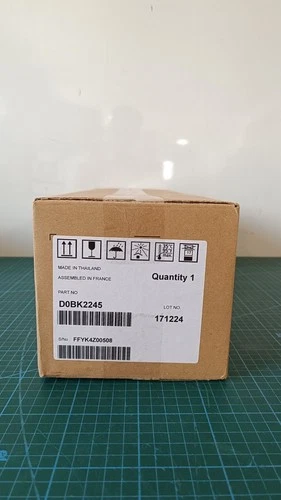 MADE IN THAILAND
ASSEMBLED IN FRANCE
Quantity 1
PART.NO
D0BK2245
LOT NO
171224
S/No FFYK4Z00508